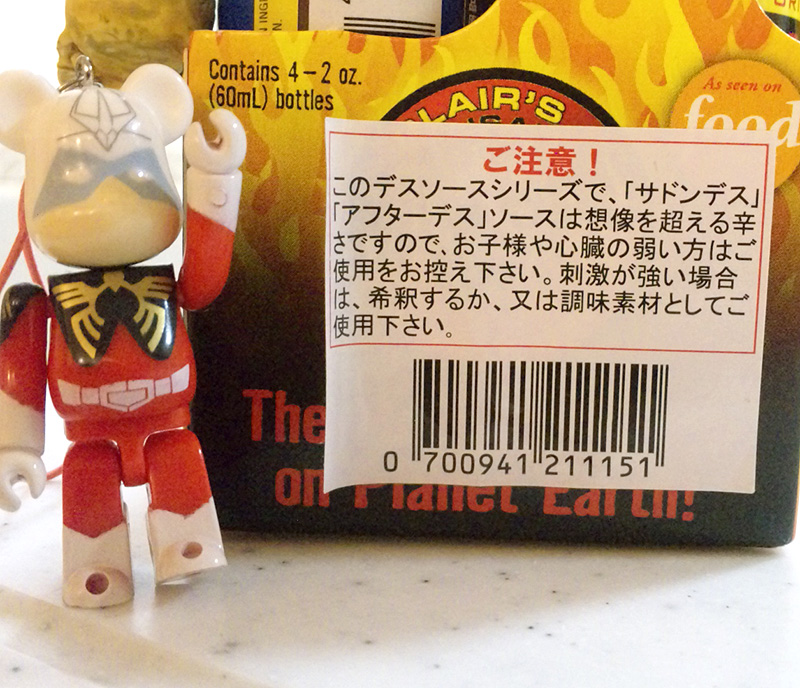 Contains 4 – 2 oz.
(60mL) bottles
LAIR'S
As seen on
food
ご注意！
このデスソースシリーズで、「サドンデス」
「アフターデス」ソースは想像を超える辛
さですので、お子様や心臓の弱い方はご
使用をお控え下さい。刺激が強い場合
は、希釈するか、又は調味素材としてご
使用下さい。
0 700941 211151
The
on Planet Earth!